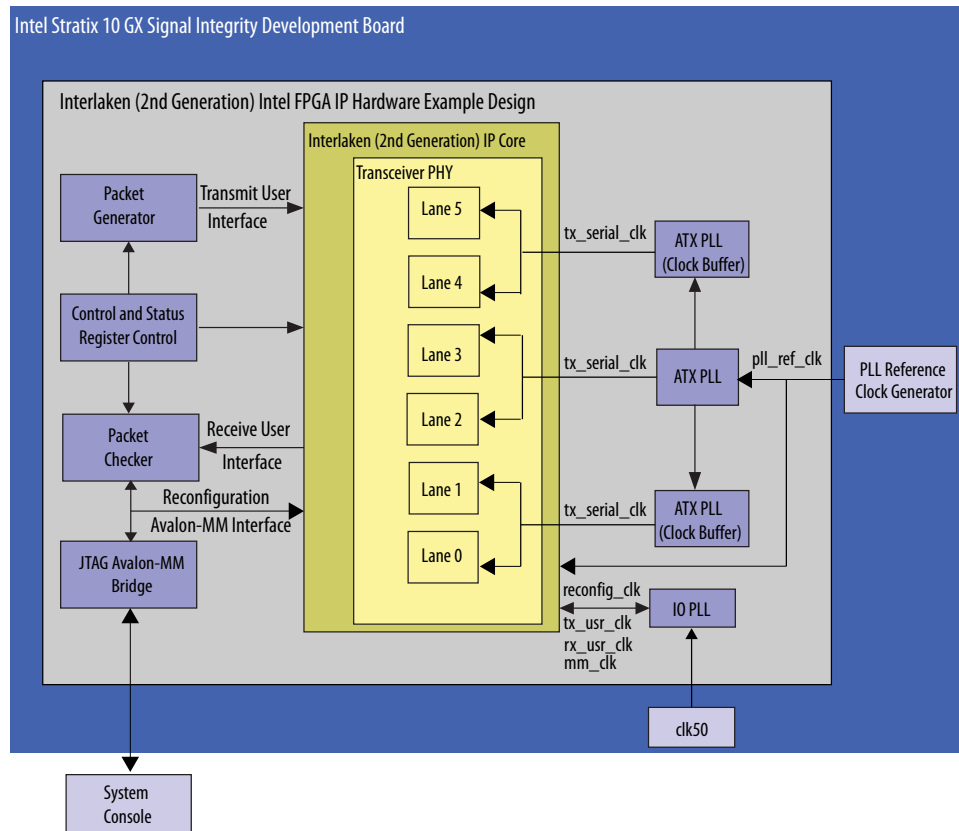 Intel Stratix 10 GX Signal Integrity Development Board
Interlaken (2nd Generation) Intel FPGA IP Hardware Example Design
Interlaken (2nd Generation) IP Core
Transceiver PHY
Packet
Generator
Transmit User
Interface
Control and Status
Register Control
Packet
Checker
Receive User
Interface
Reconfiguration
Avalon-MM Interface
JTAG Avalon-MM
Bridge
System
Console
Lane 5
Lane 4
Lane 3
Lane 2
Lane 1
Lane 0
tx_serial_clk
ATX PLL
(Clock Buffer)
tx_serial_clk
ATX PLL
pll_ref_clk
PLL Reference
Clock Generator
tx_serial_clk
ATX PLL
(Clock Buffer)
reconfig_clk
tx_usr_clk
rx_usr_clk
mm_clk
IO PLL
clk50